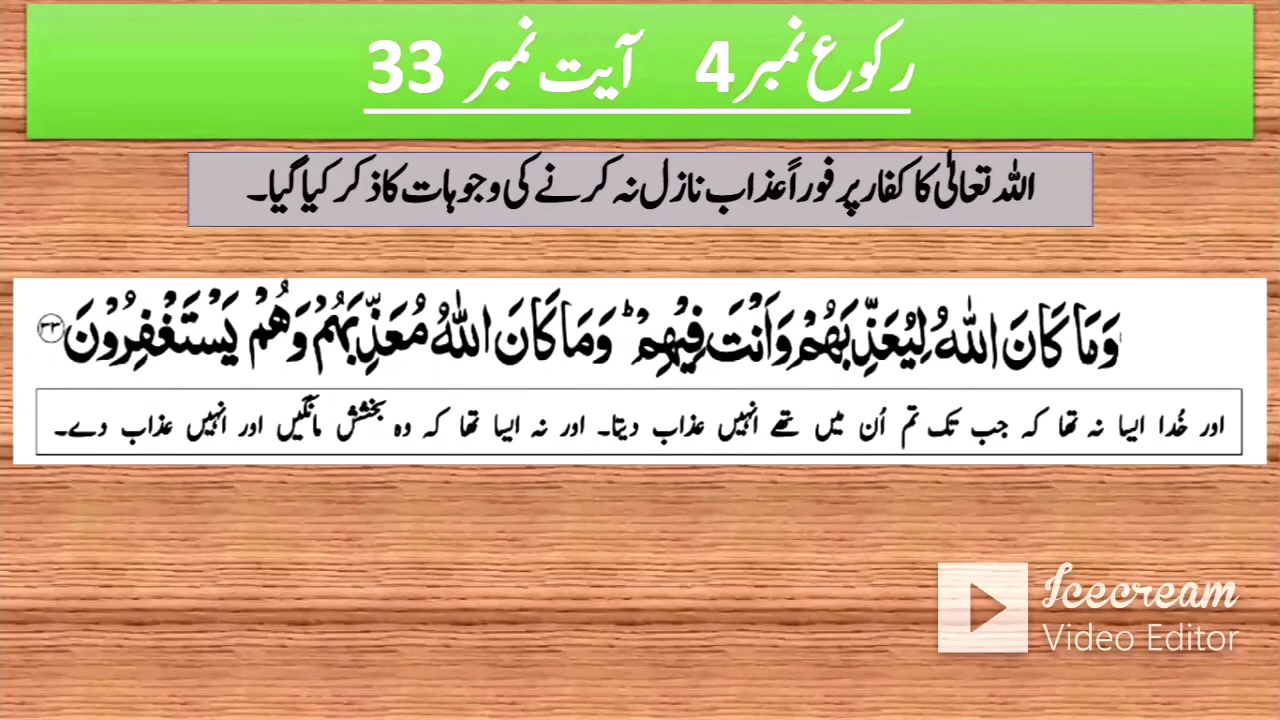 رکوع نمبر 4 آیت نمبر 33
اللہ تعالیٰ کا کفار پر فوراً عذاب نازل نہ کرنے کی وجوہات کا ذکر کیا گیا۔
وَمَا كَانَ اللّٰهُ لِيُعَذِّبَهُمْ وَاَنْتَ فِيْهِمْ ؕ وَمَا كَانَ اللّٰهُ مُعَذِّبَهُمْ وَهُمْ يَسْتَغْفِرُوْنَ ۝۳۳
اور خُدا ایسا نہ تھا کہ جب تک تم اُن میں تھے انہیں عذاب دیتا۔ اور نہ ایسا تھا کہ وہ بخشش مانگیں اور انہیں عذاب دے۔
Icecream
Video Editor